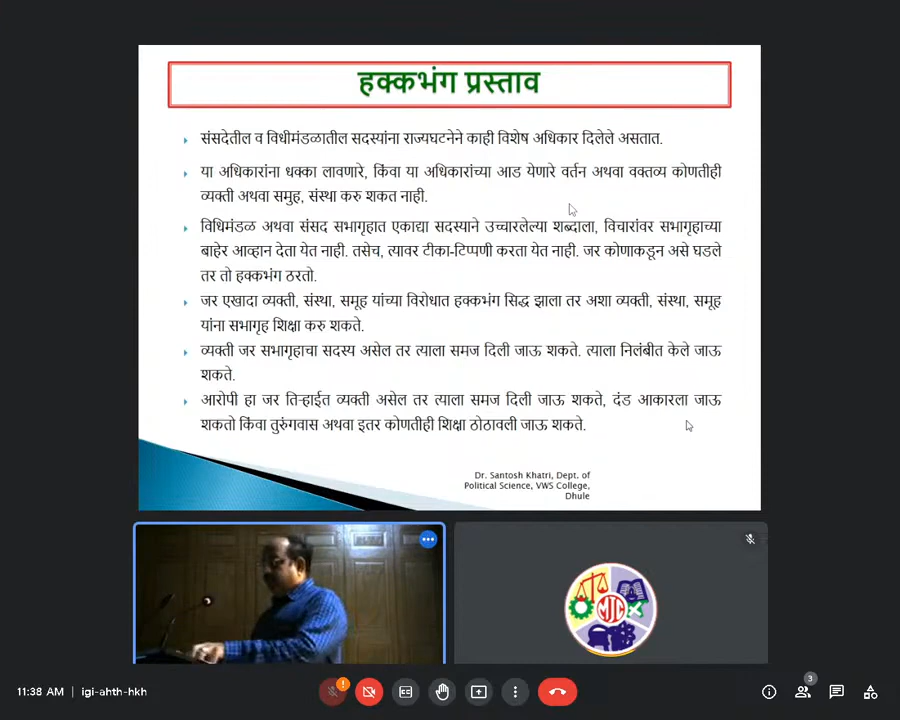 हक्कभंग प्रस्ताव
संसदेतील व विधीमंडळातील सदस्यांना राज्यघटनेने काही विशेष अधिकार दिलेले असतात.
या अधिकारांना धक्का लावणारे, किंवा या अधिकारांच्या आड येणारे वर्तन अथवा वक्तव्य कोणतीही
व्यक्ती अथवा समुह, संस्था करु शकत नाही.
विधिमंडळ अथवा संसद सभागृहात एकाद्या सदस्याने उच्चारलेल्या शब्दाला, विचारांवर सभागृहाच्या
बाहेर आव्हान देता येत नाही. तसेच, त्यावर टीका-टिप्पणी करता येत नाही. जर कोणाकडून असे घडले
तर तो हक्कभंग ठरतो.
जर एखादा व्यक्ती, संस्था, समूह यांच्या विरोधात हक्कभंग सिद्ध झाला तर अशा व्यक्ती, संस्था, समूह
यांना सभागृह शिक्षा करु शकते.
व्यक्ती जर सभागृहाचा सदस्य असेल तर त्याला समज दिली जाऊ शकते. त्याला निलंबीत केले जाऊ
शकते.
आरोपी हा जर तिऱ्हाईत व्यक्ती असेल तर त्याला समज दिली जाऊ शकते, दंड आकारला जाऊ
शकतो किंवा तुरुंगवास अथवा इतर कोणतीही शिक्षा ठोठावली जाऊ शकते.
Dr. Santosh Khatri, Dept. of
Political Science, VWS College,
Dhule
MJC
11:38 AM | igi-ahth-hkh
3